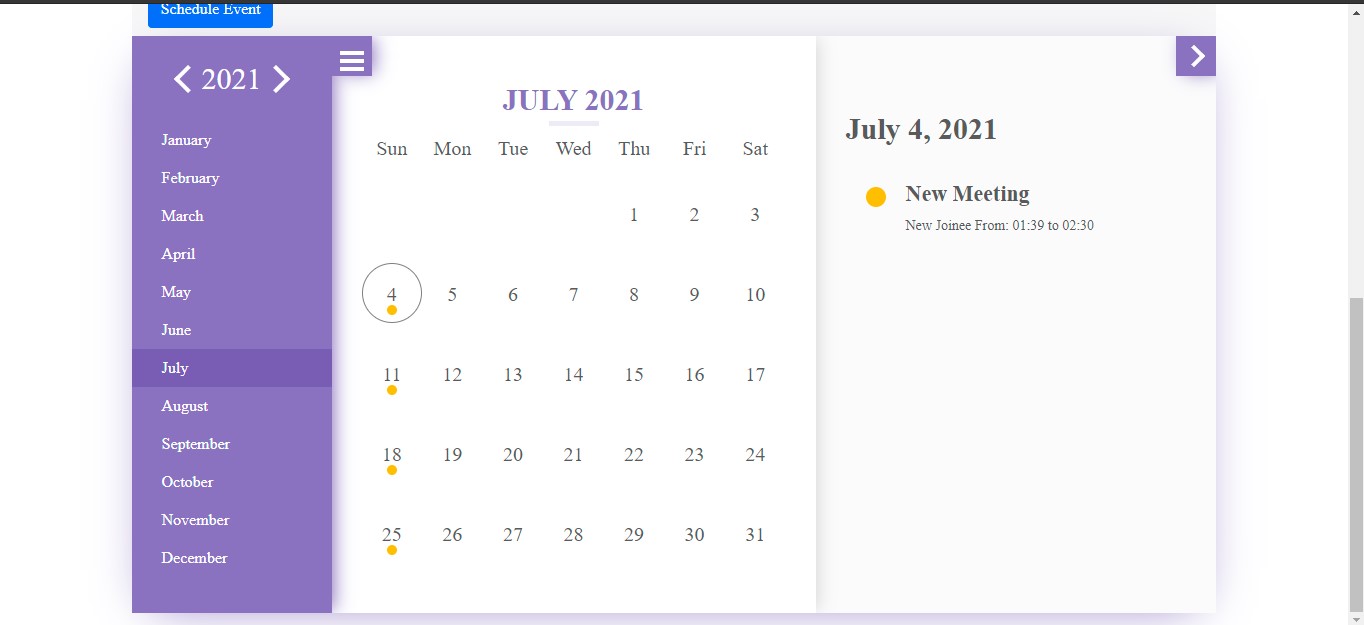 Schedule Event
2021
January
February
March
April
May
June
July
August
September
October
November
December
JULY 2021
Sun Mon Tue Wed Thu Fri Sat
1 2 3
4 5 6 7 8 9 10
11 12 13 14 15 16 17
18 19 20 21 22 23 24
25 26 27 28 29 30 31
July 4, 2021
New Meeting
New Joinee From: 01:39 to 02:30